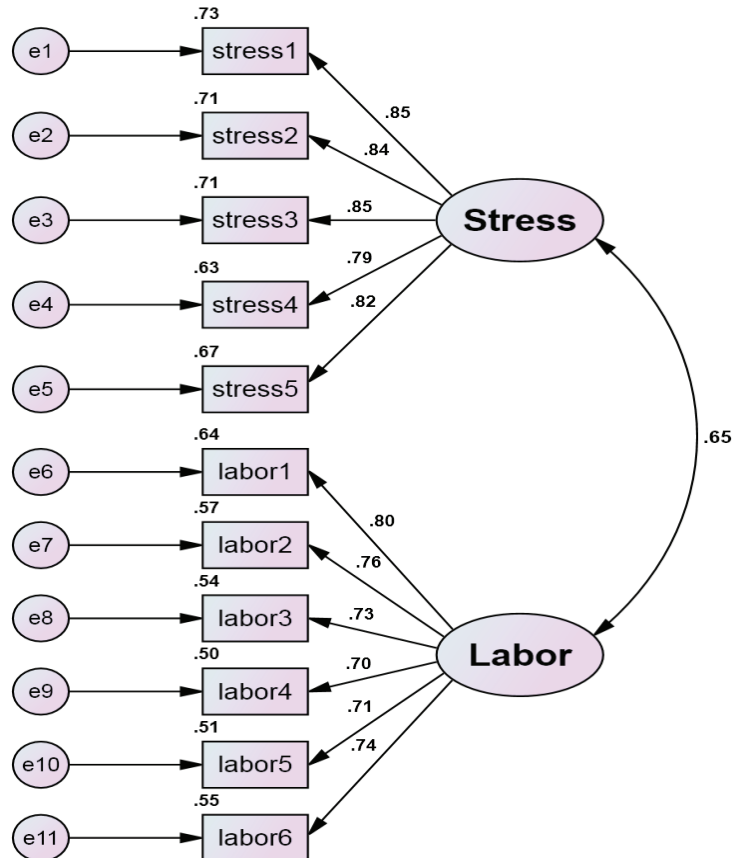 .73
e1
stress1
.85
.71
e2
stress2
.84
.71
e3
stress3
.85
Stress
.63
e4
stress4
.79
.82
.67
e5
stress5
.65
.64
e6
labor1
.80
.57
e7
labor2
.76
.54
e8
labor3
.73
Labor
.50
e9
labor4
.70
.71
.51
e10
labor5
.74
.55
e11
labor6